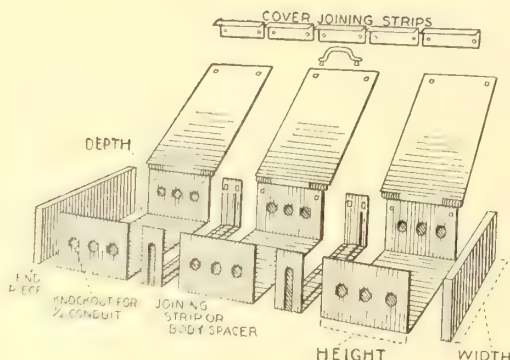 COVER JOINING STRIPS
DEPTH
END
PIECE
KNOCKOUT FOR
½ CONDUIT
JOINING
STRIP OR
BODY SPACER
HEIGHT
WIDTH